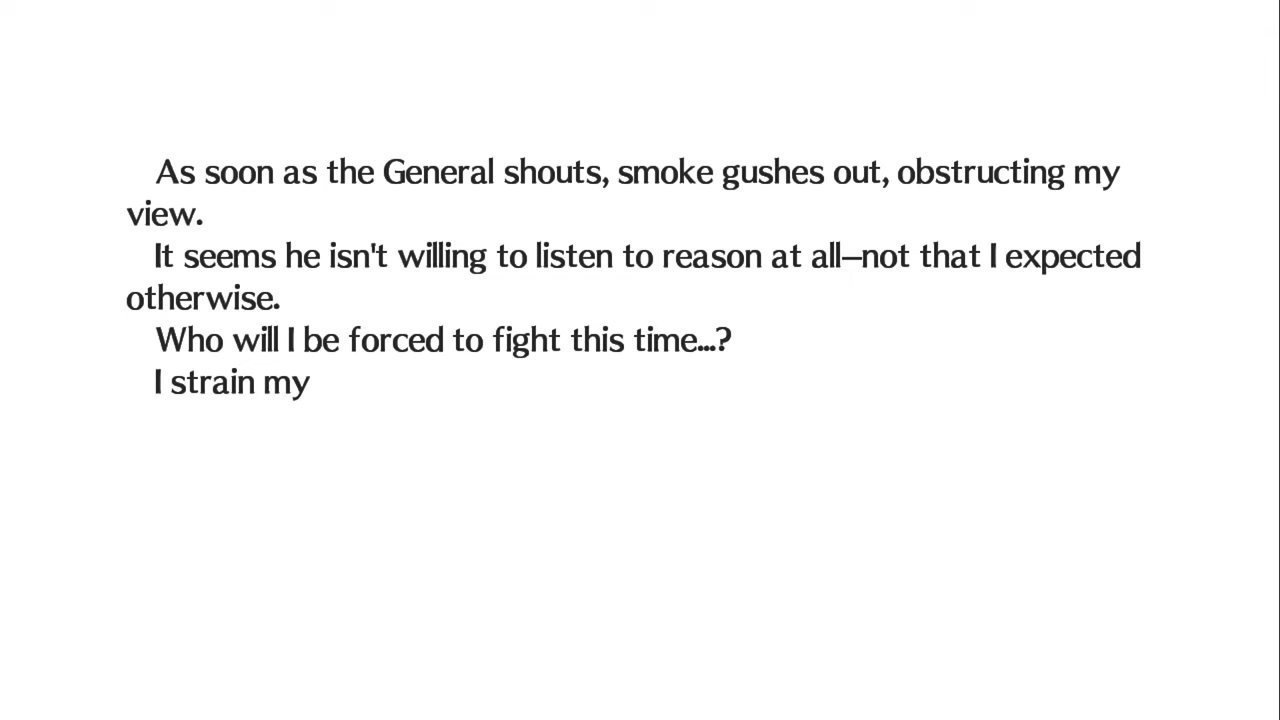 As soon as the General shouts, smoke gushes out, obstructing my
view.
It seems he isn't willing to listen to reason at all—not that I expected
otherwise.
Who will I be forced to fight this time...?
I strain my